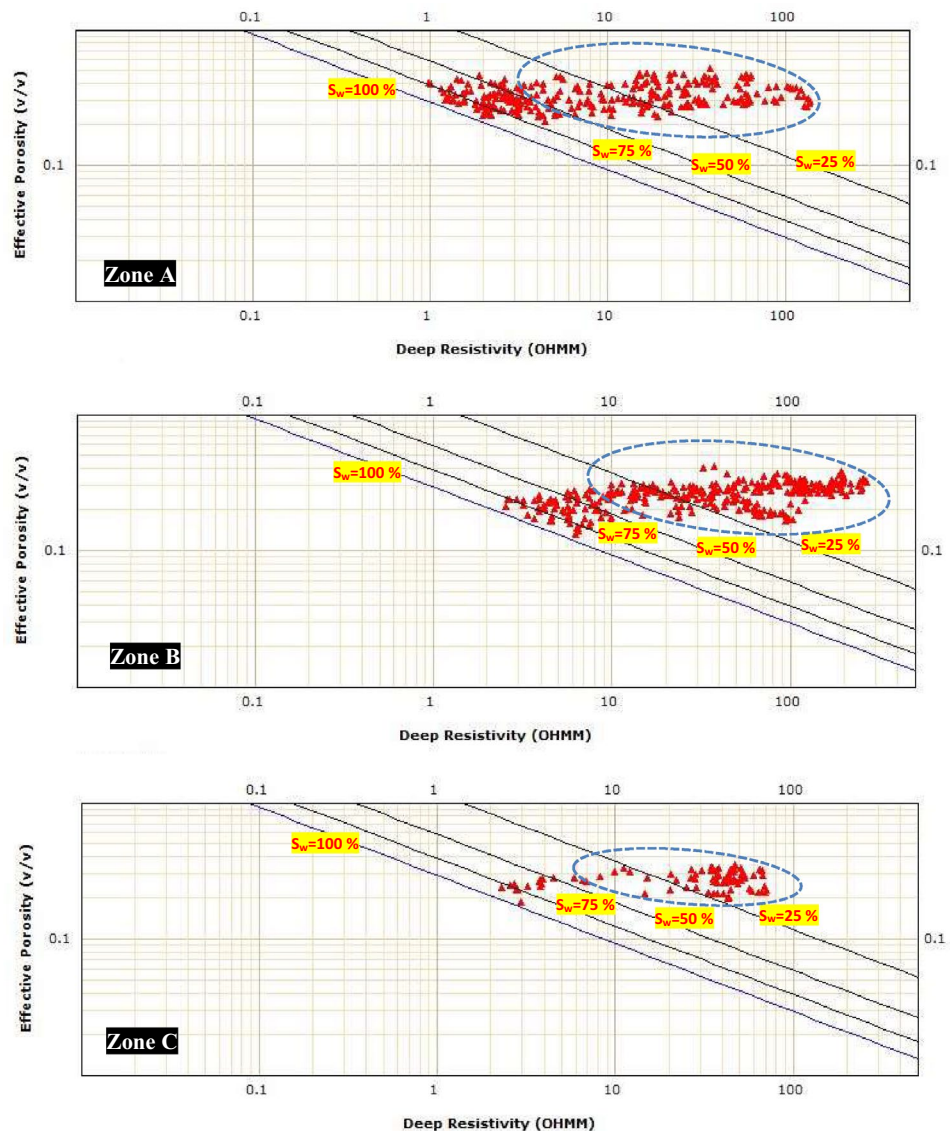 0.1 1 10 100
Effective Porosity (v/v)
Sw=100 %
Sw=75 %
Sw=50 %
Sw=25 %
0.1 0.1
Zone A
0.1 1 10 100
Deep Resistivity (OHMM)
0.1 1 10 100
Effective Porosity (v/v)
Sw=100 %
Sw=75 %
Sw=50 %
Sw=25 %
0.1 0.1
Zone B
0.1 1 10 100
Deep Resistivity (OHMM)
0.1 1 10 100
Effective Porosity (v/v)
Sw=100 %
Sw=75 %
Sw=50 %
Sw=25 %
0.1 0.1
Zone C
0.1 1 10 100
Deep Resistivity (OHMM)